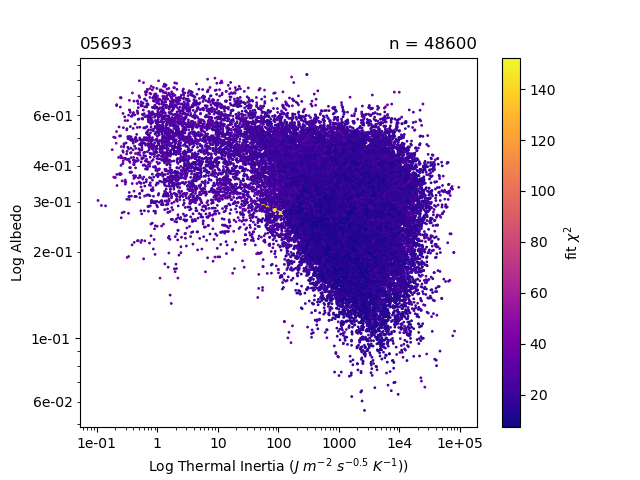 05693
n = 48600
6e-01
4e-01
3e-01
2e-01
1e-01
6e-02
Log Albedo
1e-01 1 10 100 1000 1e+4 1e+05
Log Thermal Inertia (J m⁻² s⁻⁰·⁵ K⁻¹))
140
120
100
80
60
40
20
fit χ²